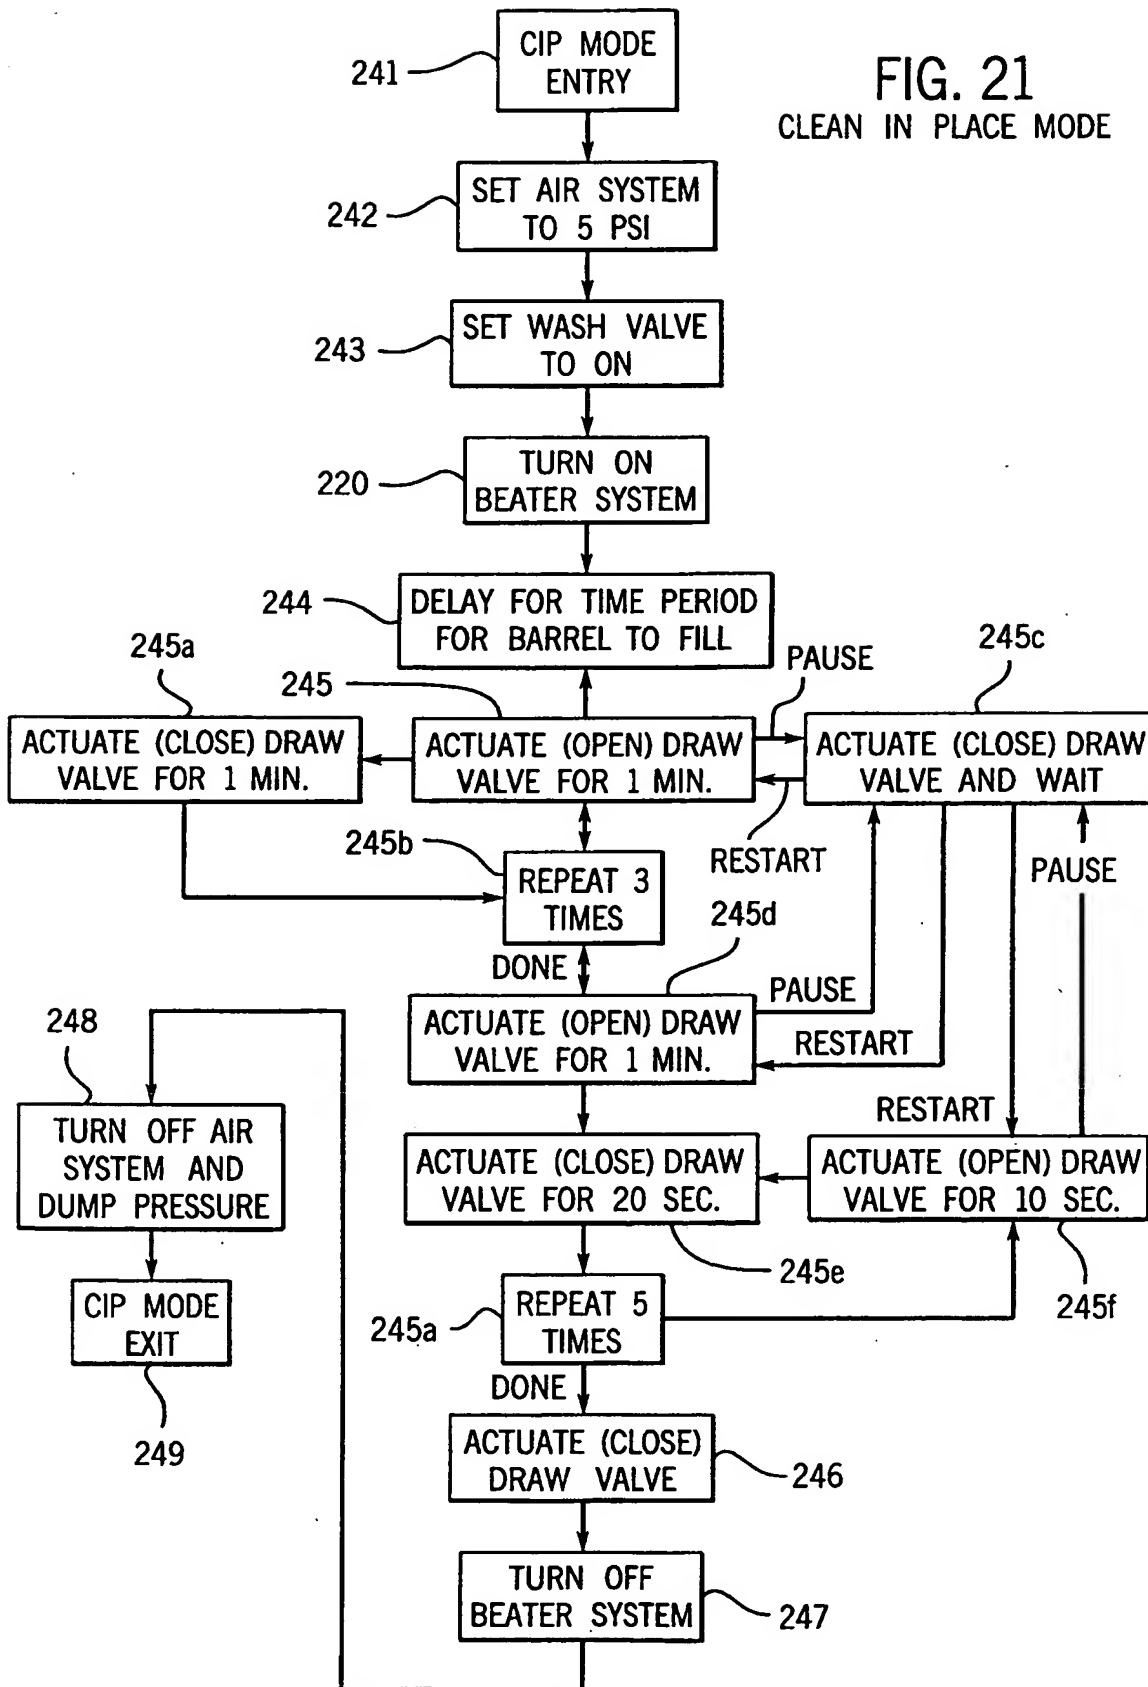 FIG. 21
CLEAN IN PLACE MODE
241
CIP MODE
ENTRY
242
SET AIR SYSTEM
TO 5 PSI
243
SET WASH VALVE
TO ON
220
TURN ON
BEATER SYSTEM
244
DELAY FOR TIME PERIOD
FOR BARREL TO FILL
245a
ACTUATE (CLOSE) DRAW
VALVE FOR 1 MIN.
245
ACTUATE (OPEN) DRAW
VALVE FOR 1 MIN.
PAUSE
RESTART
245c
ACTUATE (CLOSE) DRAW
VALVE AND WAIT
245b
REPEAT 3
TIMES
DONE
245d
ACTUATE (OPEN) DRAW
VALVE FOR 1 MIN.
PAUSE
RESTART
PAUSE
RESTART
ACTUATE (CLOSE) DRAW
VALVE FOR 20 SEC.
245e
ACTUATE (OPEN) DRAW
VALVE FOR 10 SEC.
245f
245a
REPEAT 5
TIMES
DONE
ACTUATE (CLOSE)
DRAW VALVE
246
TURN OFF
BEATER SYSTEM
247
248
TURN OFF AIR
SYSTEM AND
DUMP PRESSURE
CIP MODE
EXIT
249